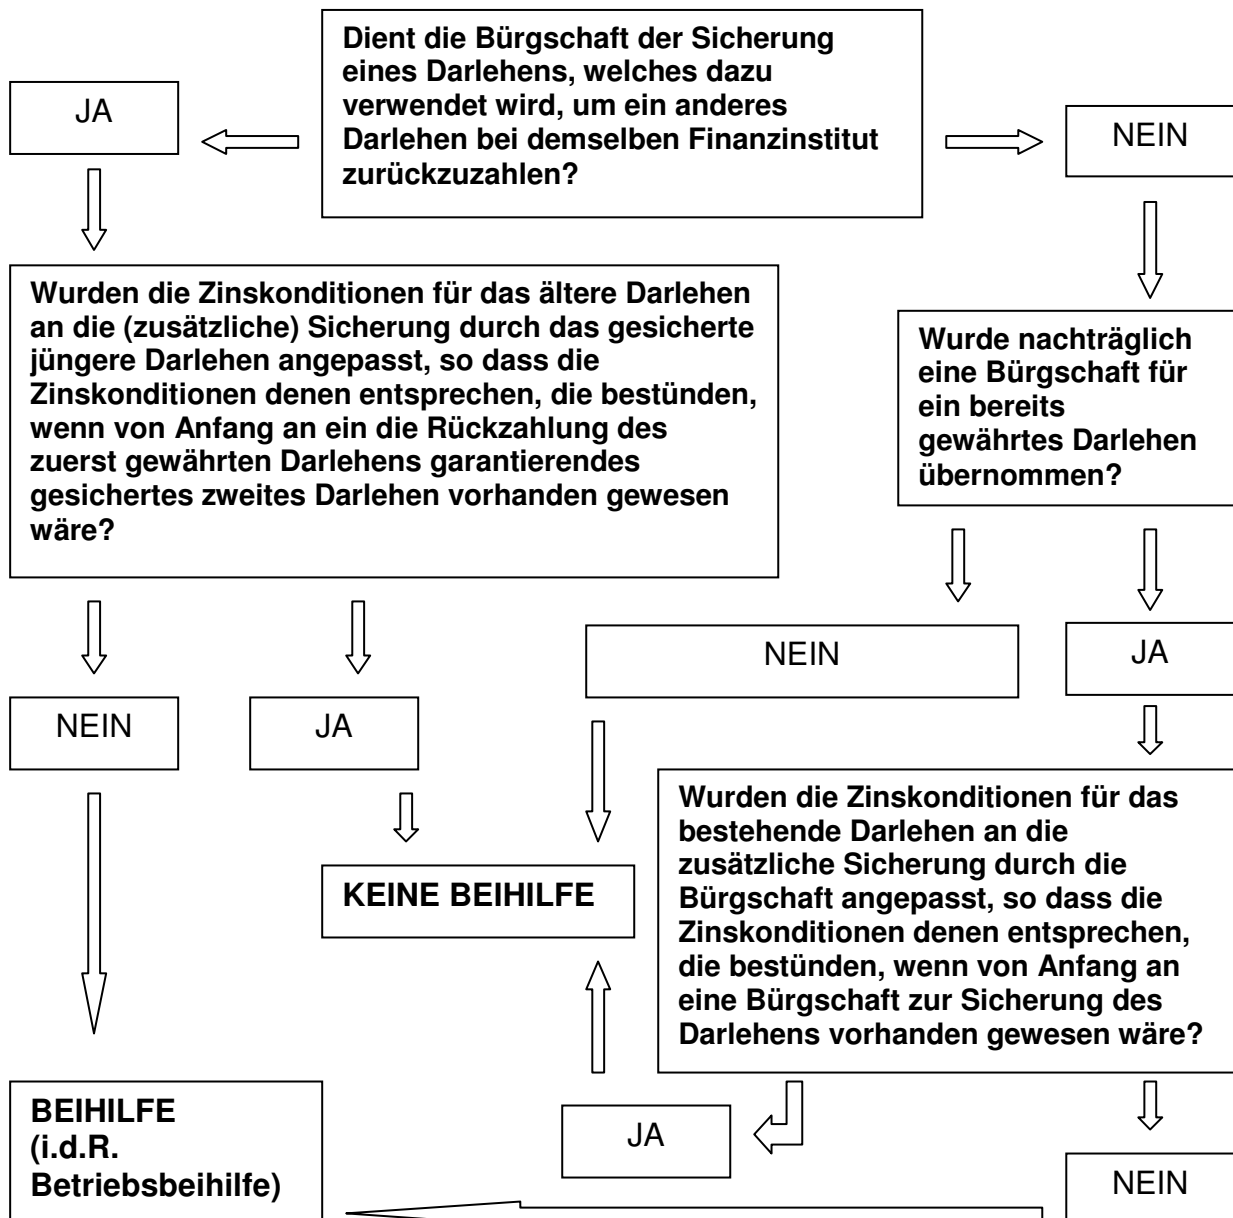 Dient die Bürgschaft der Sicherung
eines Darlehens, welches dazu
verwendet wird, um ein anderes
Darlehen bei demselben Finanzinstitut
zurückzuzahlen?
JA
NEIN
Wurden die Zinskonditionen für das ältere Darlehen
an die (zusätzliche) Sicherung durch das gesicherte
jüngere Darlehen angepasst, so dass die
Zinskonditionen denen entsprechen, die bestünden,
wenn von Anfang an ein die Rückzahlung des
zuerst gewährten Darlehens garantierendes
gesichertes zweites Darlehen vorhanden gewesen
wäre?
Wurde nachträglich
eine Bürgschaft für
ein bereits
gewährtes Darlehen
übernommen?
NEIN
JA
NEIN
JA
KEINE BEIHILFE
Wurden die Zinskonditionen für das
bestehende Darlehen an die
zusätzliche Sicherung durch die
Bürgschaft angepasst, so dass die
Zinskonditionen denen entsprechen,
die bestünden, wenn von Anfang an
eine Bürgschaft zur Sicherung des
Darlehens vorhanden gewesen wäre?
BEIHILFE
(i.d.R.
Betriebsbeihilfe)
JA
NEIN